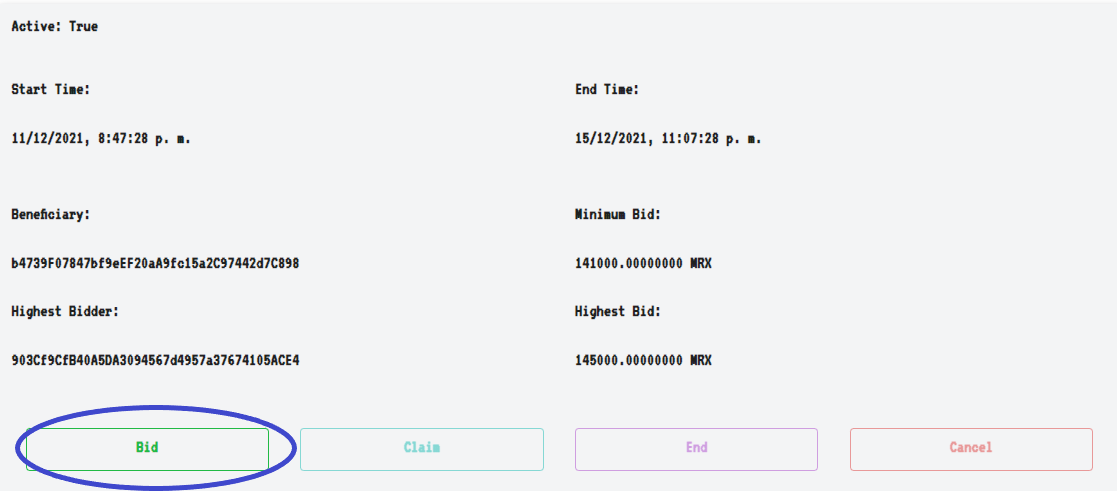 Active: True
Start Time:
End Time:
11/12/2021, 8:47:28 p. m.
15/12/2021, 11:07:28 p. m.
Beneficiary:
Minimum Bid:
b4739F07847bf9eEF20aA9fc15a2C97442d7C898
141000.00000000 MRX
Highest Bidder:
Highest Bid:
903Cf9CfB40A5DA3094567d4957a37674105ACE4
145000.00000000 MRX
Bid
Claim
End
Cancel